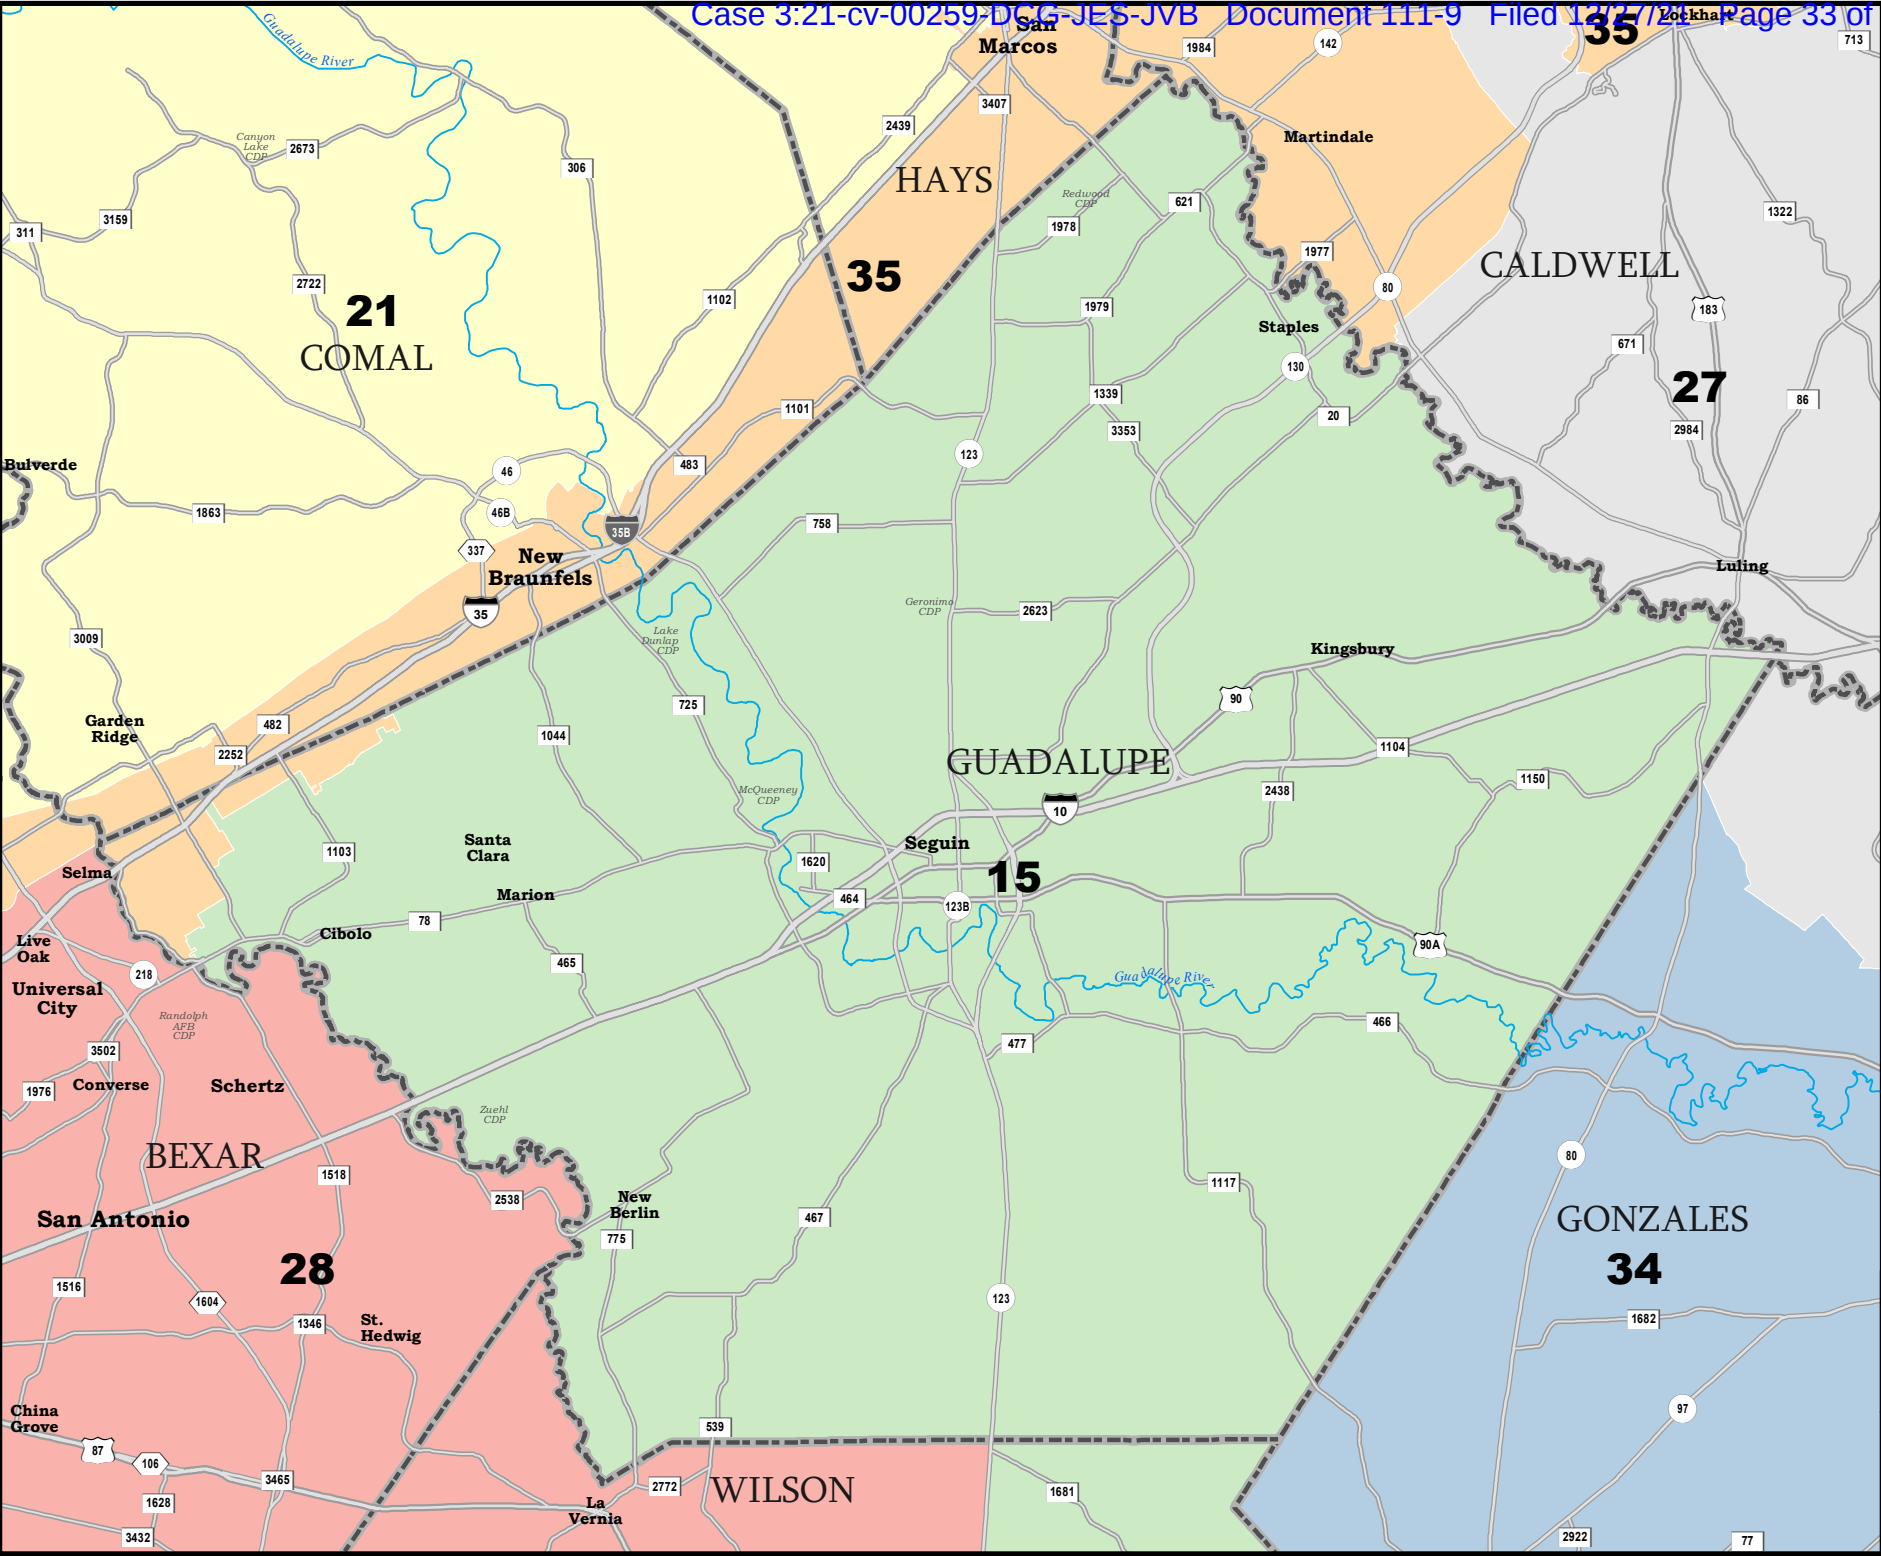 Case 3:21-cv-00259-DCG-JES-JVB Document 111-9 Filed 12/27/21 Page 33 of
Guadalupe River
San
Marcos
1984
142
35
Lockhart
713
3407
2439
Martindale
Canyon
Lake
CDP
2673
306
HAYS
Redwood
CDP
621
1978
3159
311
1322
1977
CALDWELL
35
2722
21
COMAL
1102
1979
80
183
Staples
671
130
27
1339
86
1101
20
3353
2984
123
Bulverde
46
483
1863
46B
758
35B
337
New
Braunfels
Luling
35
Geronimo
CDP
2623
3009
Lake
Dunlap
CDP
Kingsbury
90
725
Garden
Ridge
482
2252
1044
1104
GUADALUPE
1150
McQueeney
CDP
2438
10
Santa
Clara
1103
Seguin
1620
Selma
15
Marion
464
123B
78
Cibolo
90A
Live
Oak
465
218
Guadalupe River
Universal
City
Randolph
AFB
CDP
466
477
3502
Converse
Schertz
1976
Zuehl
CDP
BEXAR
80
1518
1117
2538
New
Berlin
San Antonio
467
GONZALES
775
28
34
1516
1604
123
1346
St.
Hedwig
1682
China
Grove
97
539
87
106
3465
2772
WILSON
1681
1628
La
Vernia
3432
2922
77